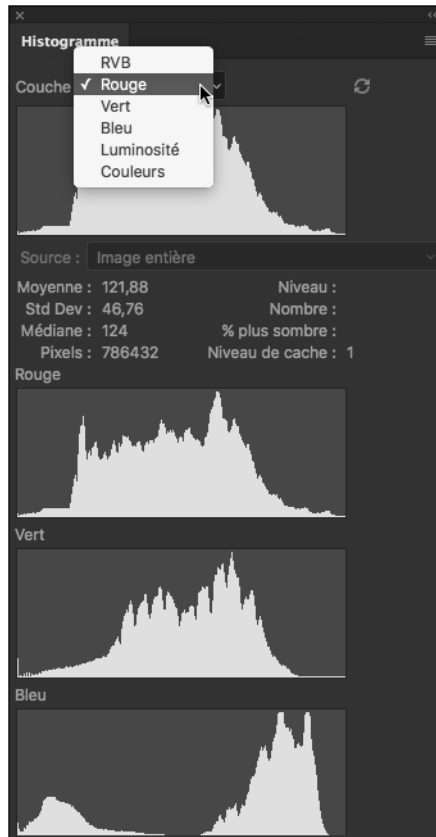 Histogramme
Couche
RVB
✓ Rouge
Vert
Bleu
Luminosité
Couleurs
Source : Image entière
Moyenne : 121,88 Niveau :
Std Dev : 46,76 Nombre :
Médiane : 124 % plus sombre :
Pixels : 786432 Niveau de cache : 1
Rouge
Vert
Bleu